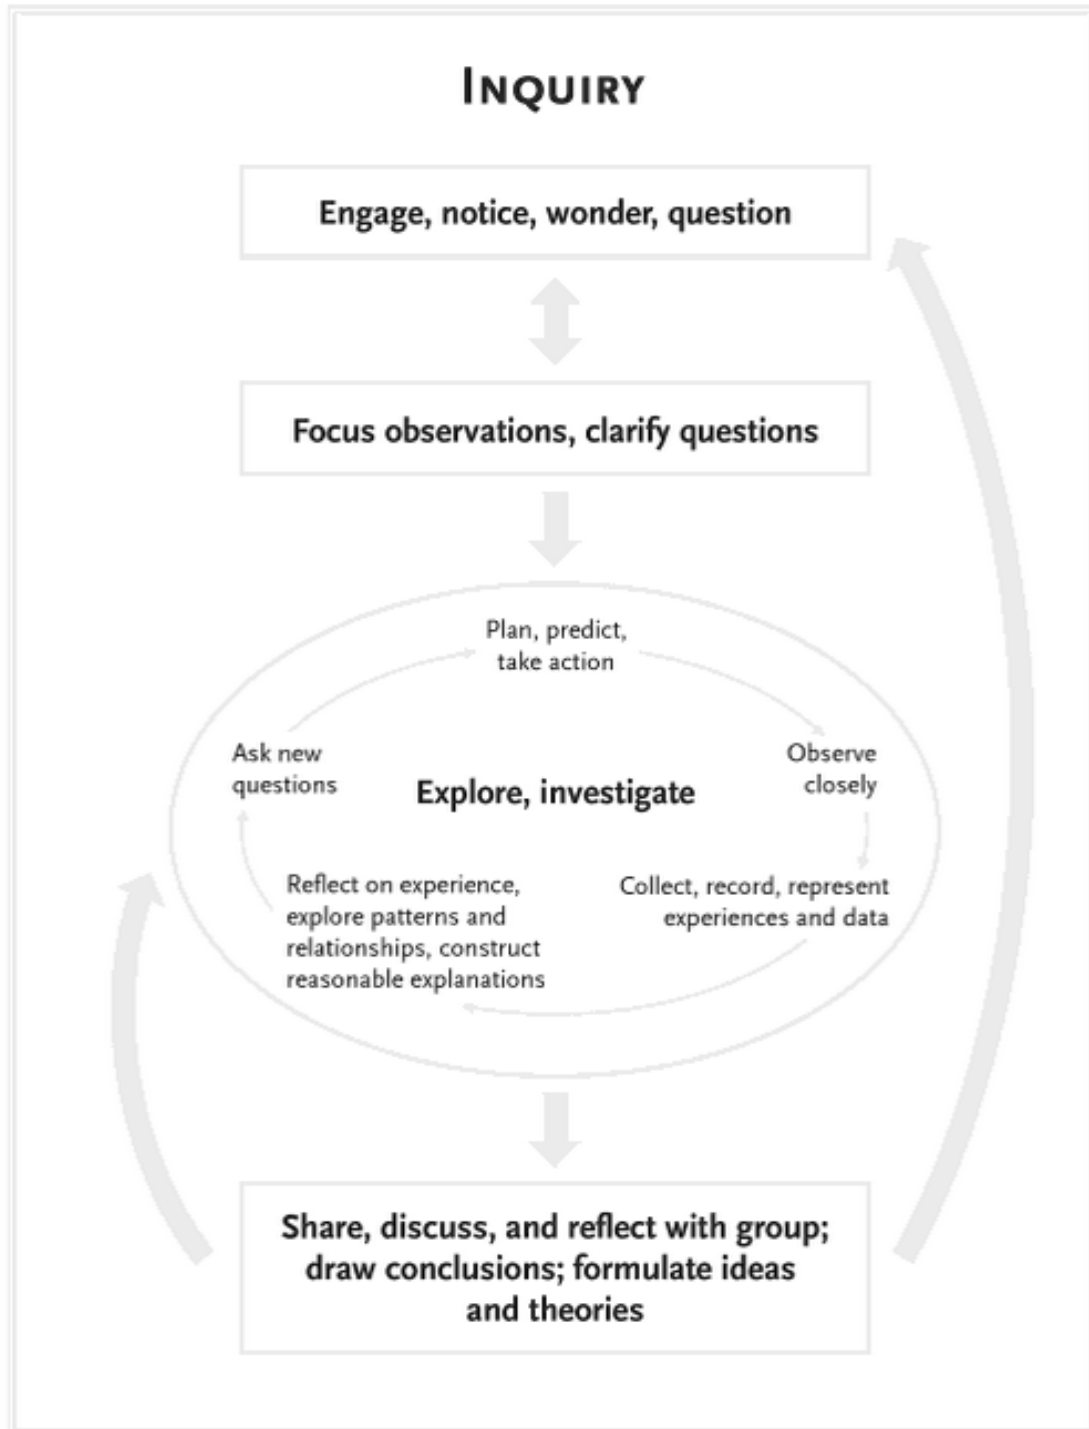 INQUIRY
Engage, notice, wonder, question
Focus observations, clarify questions
Plan, predict,
take action
Ask new
questions
Observe
closely
Explore, investigate
Reflect on experience,
explore patterns and
relationships, construct
reasonable explanations
Collect, record, represent
experiences and data
Share, discuss, and reflect with group;
draw conclusions; formulate ideas
and theories